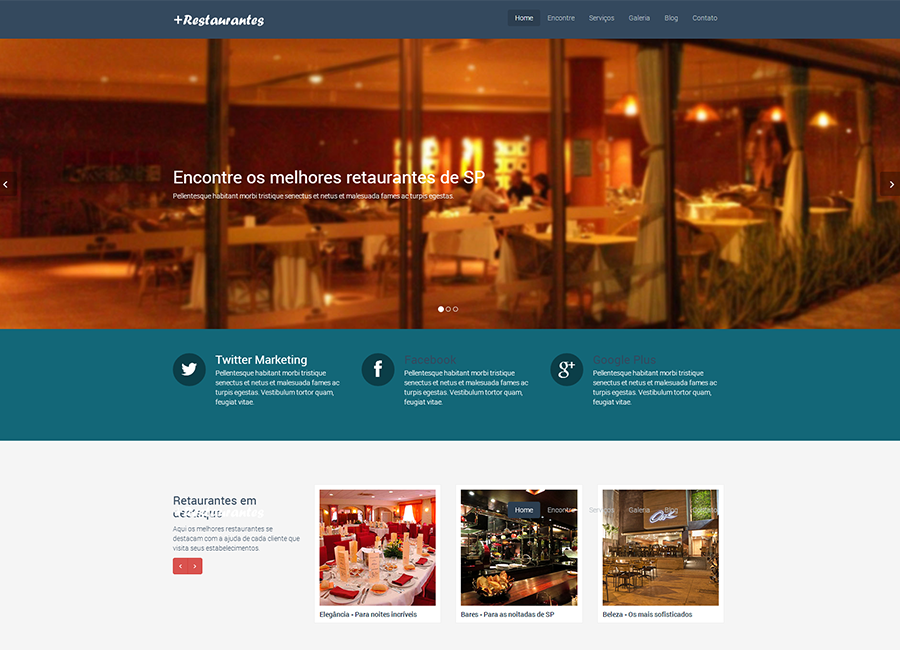 +Restaurantes
Home Encontre Serviços Galeria Blog Contato
Encontre os melhores retaurantes de SP
Pellentesque habitant morbi tristique senectus et netus et malesuada fames ac turpis egestas.
Twitter Marketing
Pellentesque habitant morbi tristique
senectus et netus et malesuada fames ac
turpis egestas. Vestibulum tortor quam,
feugiat vitae.
Facebook
Pellentesque habitant morbi tristique
senectus et netus et malesuada fames ac
turpis egestas. Vestibulum tortor quam,
feugiat vitae.
Google Plus
Pellentesque habitant morbi tristique
senectus et netus et malesuada fames ac
turpis egestas. Vestibulum tortor quam,
feugiat vitae.
Retaurantes em
destaque
Aqui os melhores restaurantes se
destacam com a ajuda de cada cliente que
visita seus estabelecimentos.
Home Encontre Serviços Galeria Blog Contato
Elegância - Para noites incríveis
Bares - Para as noitadas de SP
Beleza - Os mais sofisticados